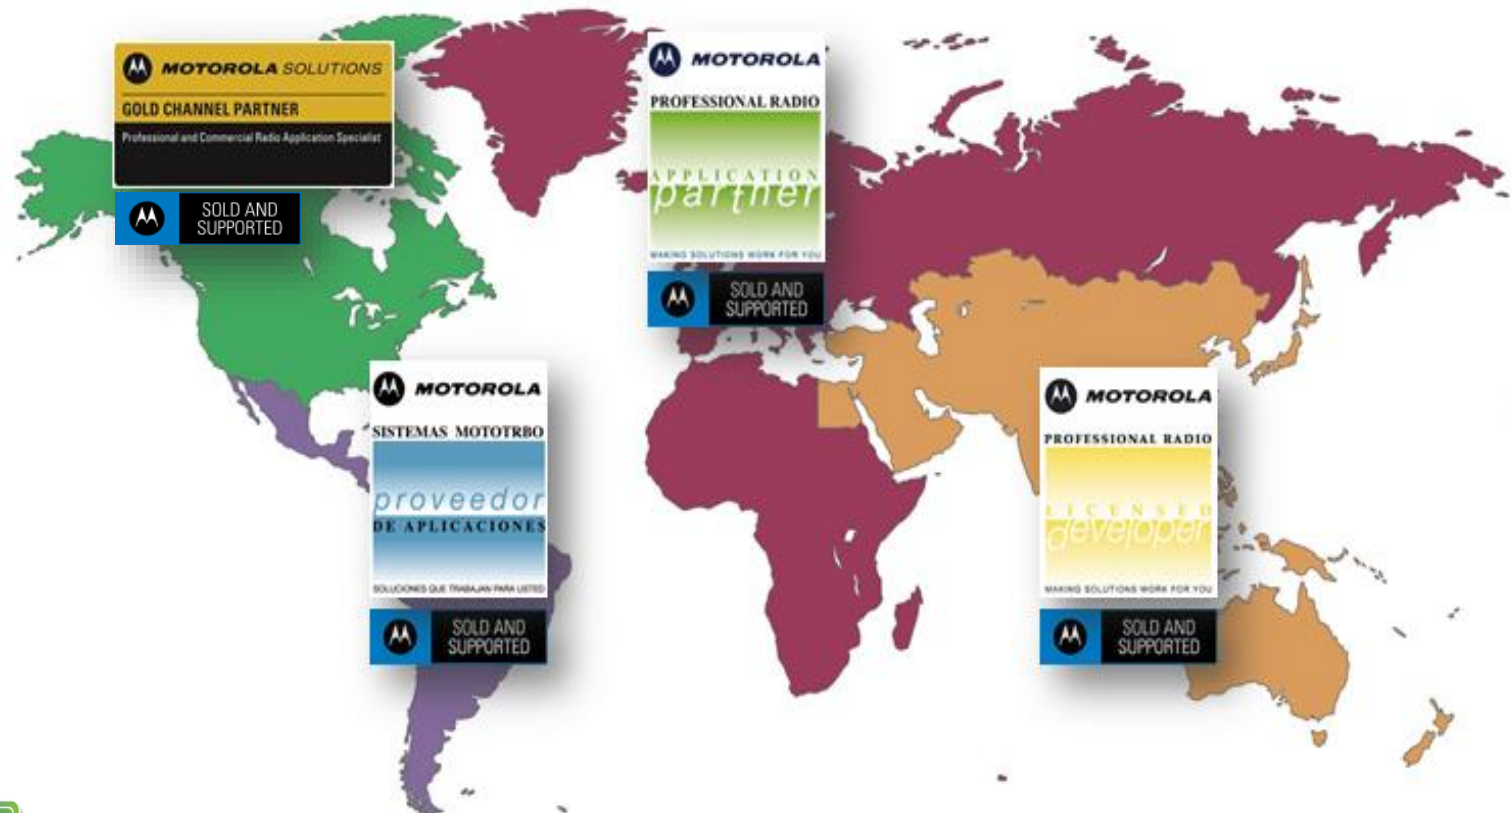 MOTOROLA SOLUTIONS
GOLD CHANNEL PARTNER
Professional and Commercial Radio Application Specialist
SOLD AND
SUPPORTED
MOTOROLA
PROFESSIONAL RADIO
APPLICATION
partner
MAKING SOLUTIONS WORK FOR YOU
SOLD AND
SUPPORTED
MOTOROLA
SISTEMAS MOTOTRBO
proveedor
DE APLICACIONES
SOLUCIONES QUE TRABAJAN PARA USTED
SOLD AND
SUPPORTED
MOTOROLA
PROFESSIONAL RADIO
LICENSED
developer
MAKING SOLUTIONS WORK FOR YOU
SOLD AND
SUPPORTED